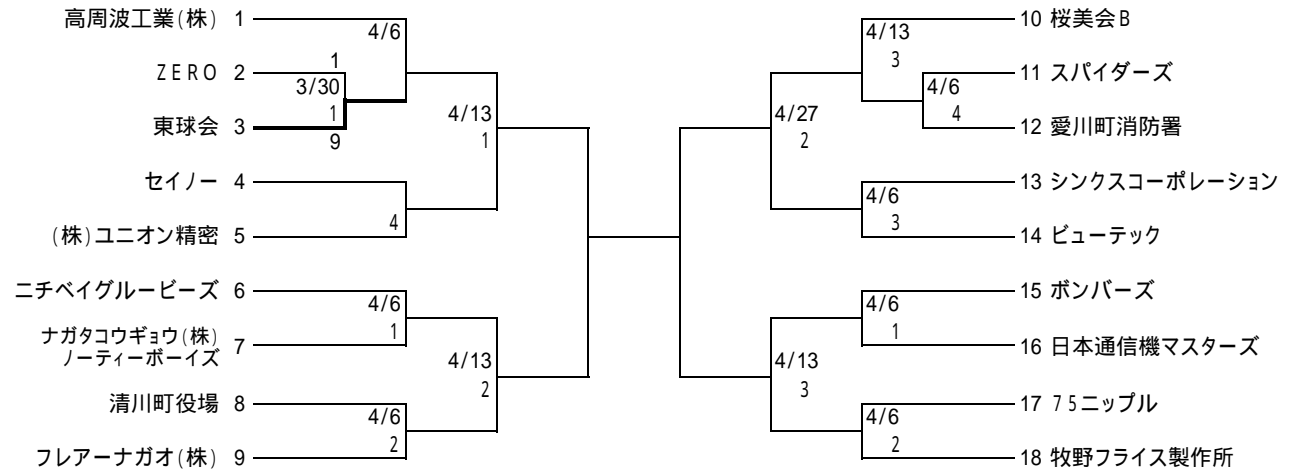 高周波工業(株) 1
4/6
1
ZERO 2
3/30
1
東球会 3
9
4/13
1
セイノー 4
4
(株)ユニオン精密 5
ニチベイグルービーズ 6
4/6
1
ナガタコウギョウ(株)
ノーティーボーイズ 7
4/13
2
清川町役場 8
4/6
2
フレアーナガオ(株) 9
10 桜美会B
4/13
3
11 スパイダーズ
4/6
4
12 愛川町消防署
4/27
2
13 シンクスコーポレーション
4/6
3
14 ビューテック
15 ボンバーズ
4/6
1
16 日本通信機マスターズ
4/13
3
17 75ニップル
4/6
2
18 牧野フライス製作所